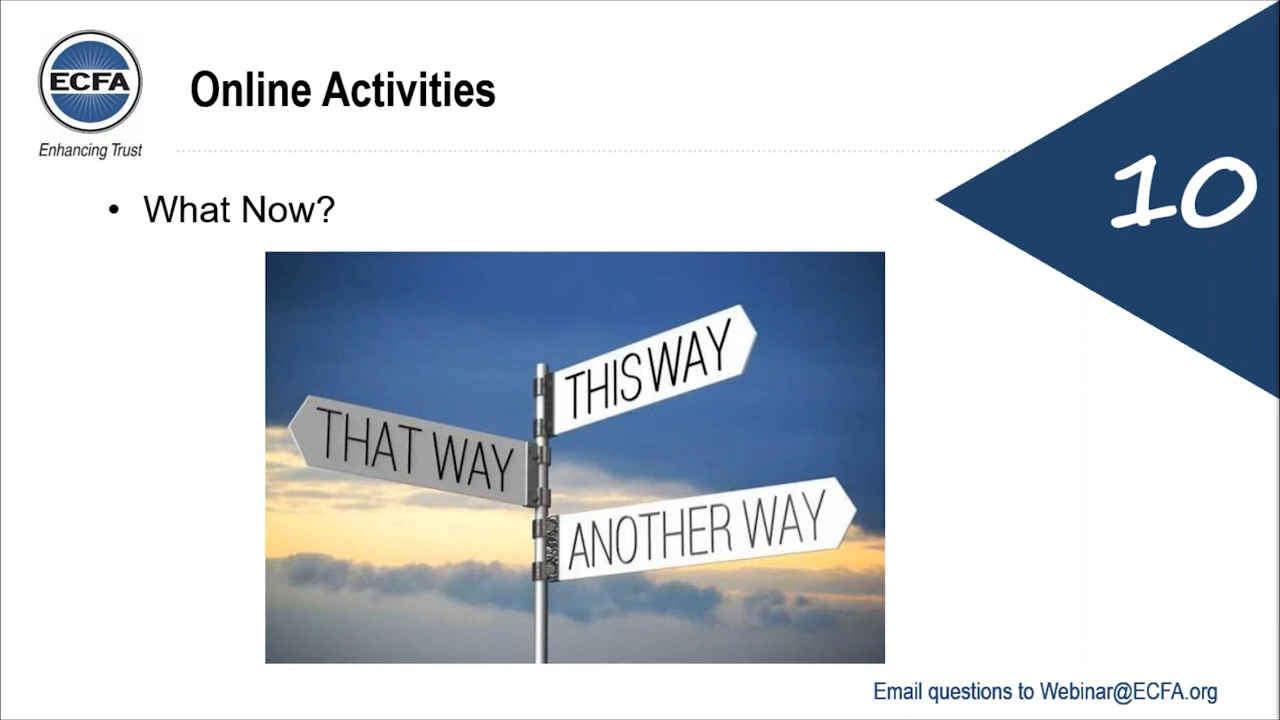 ECFA
Enhancing Trust
Online Activities
10
• What Now?
THIS WAY
THAT WAY
ANOTHER WAY
Email questions to Webinar@ECFA.org